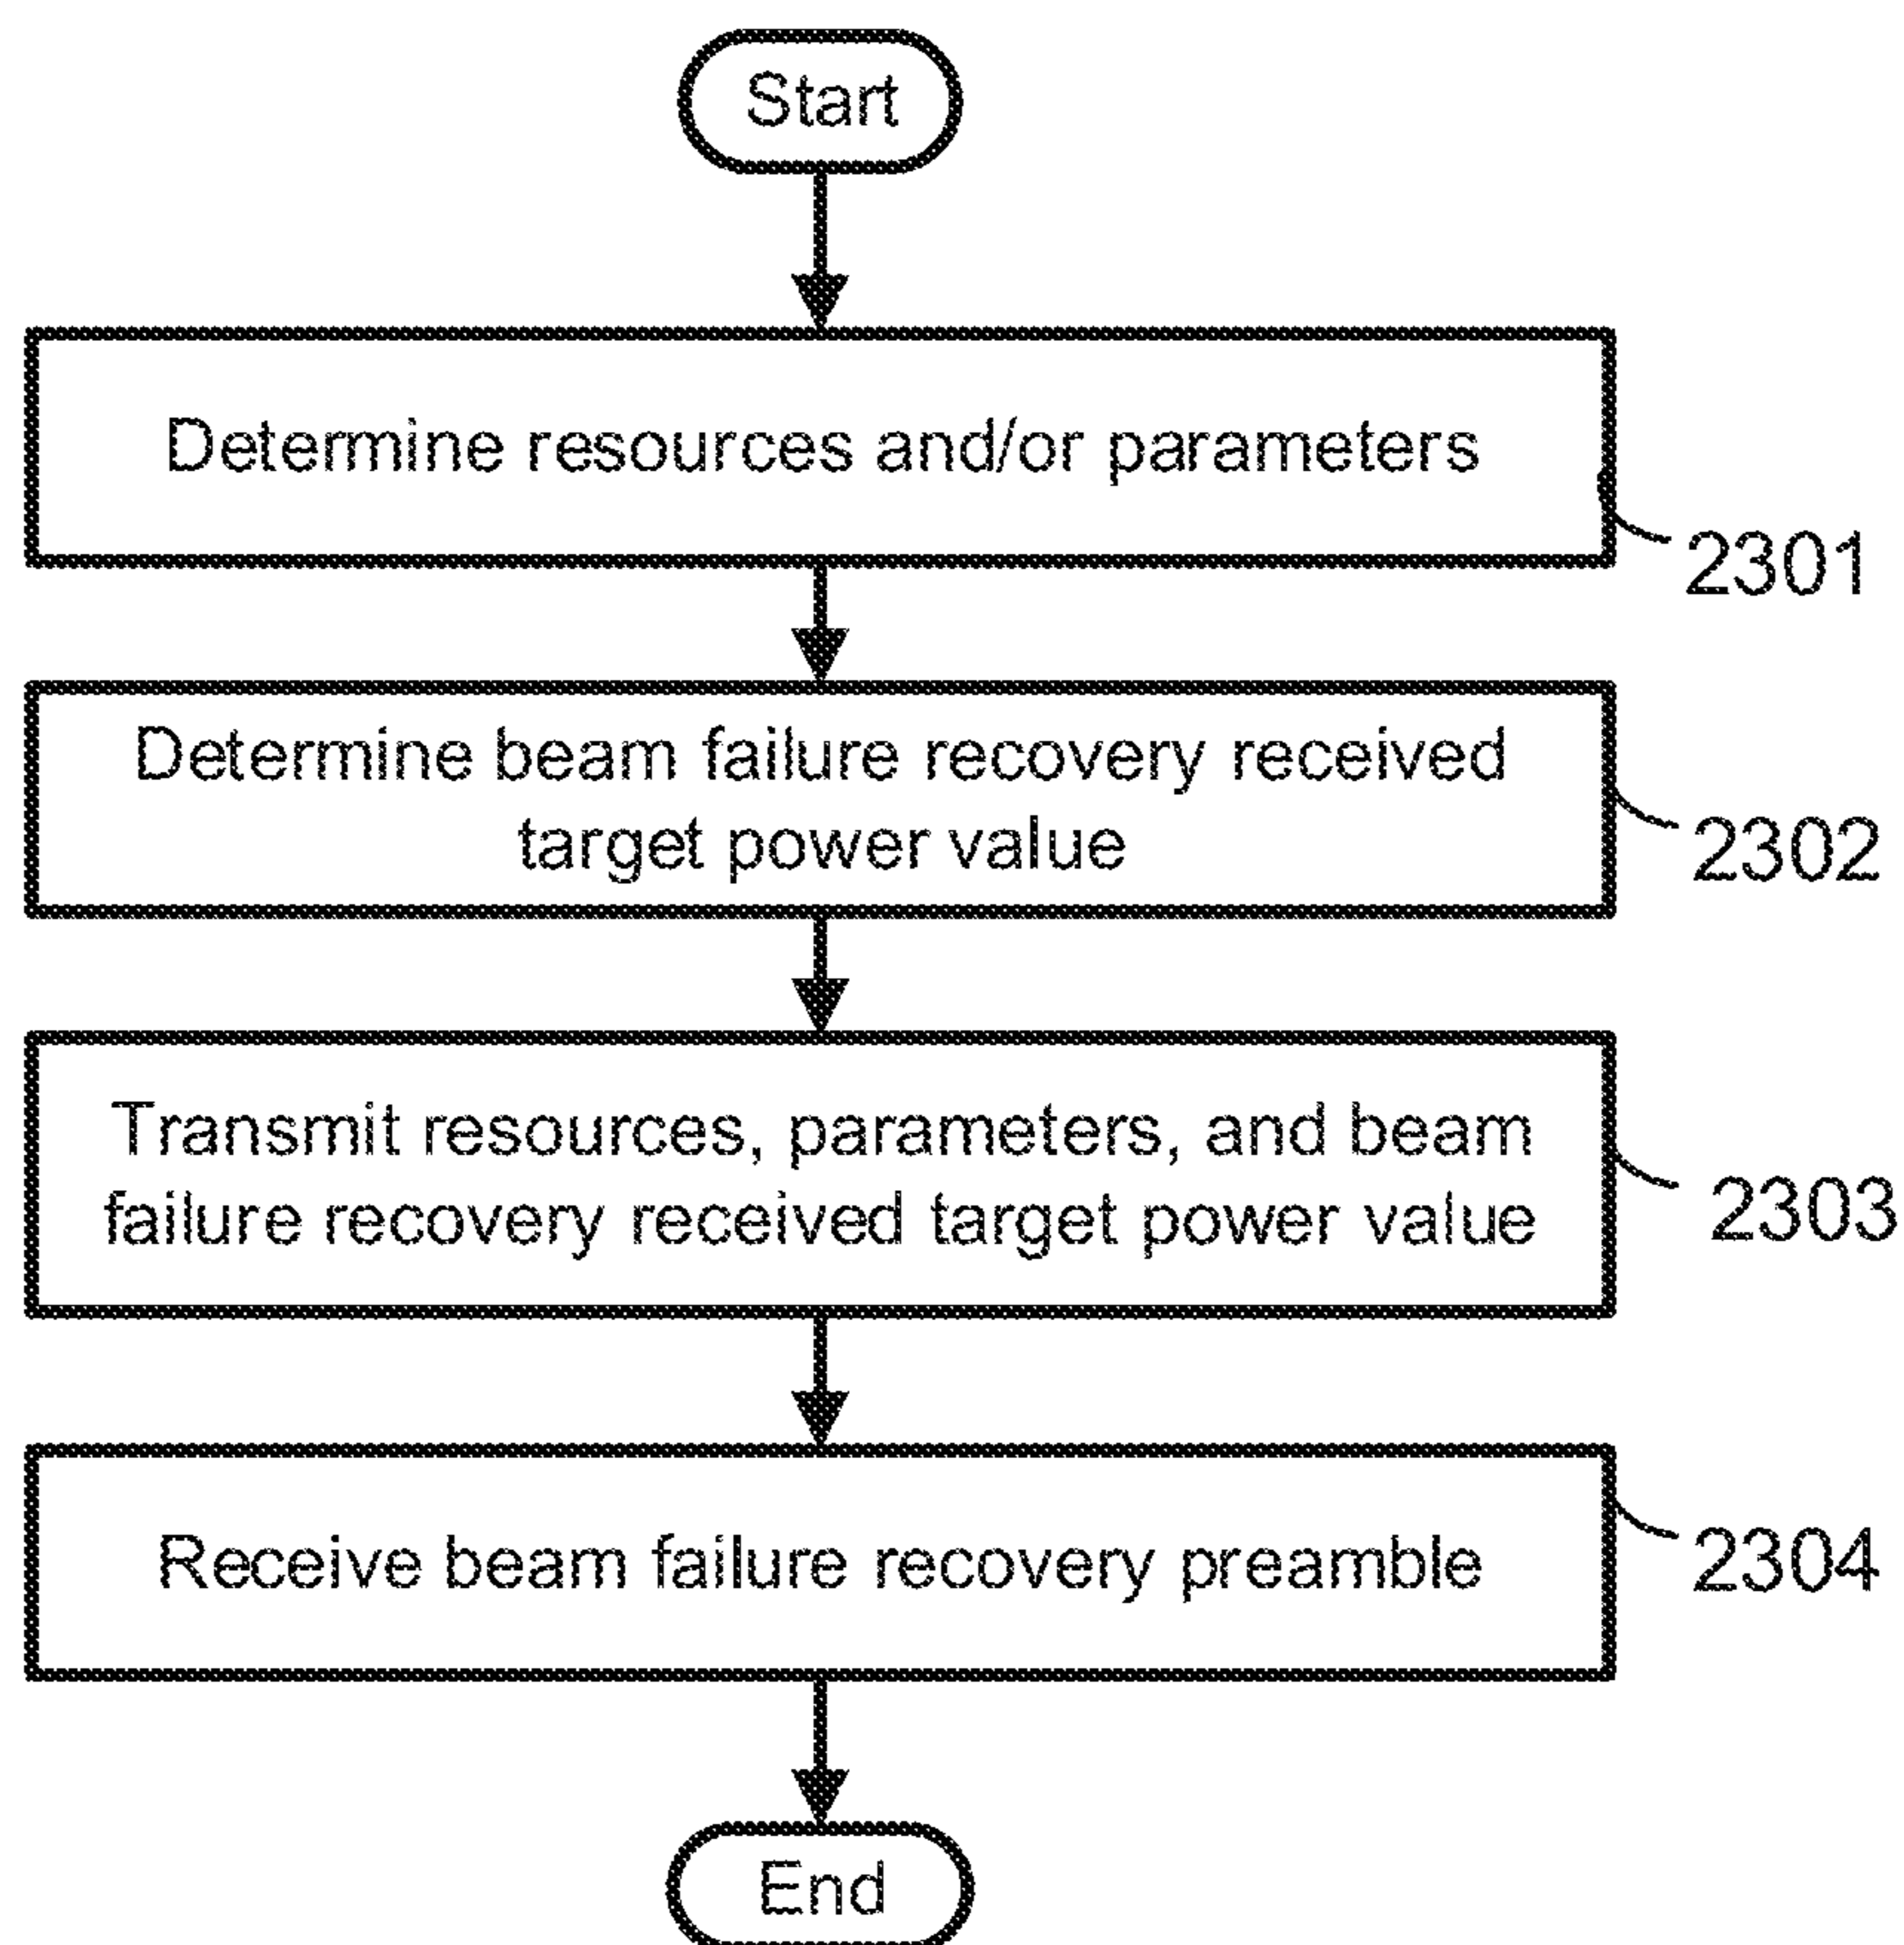 Start
Determine resources and/or parameters
2301
Determine beam failure recovery received
target power value
2302
Transmit resources, parameters, and beam
failure recovery received target power value
2303
Receive beam failure recovery preamble
2304
End